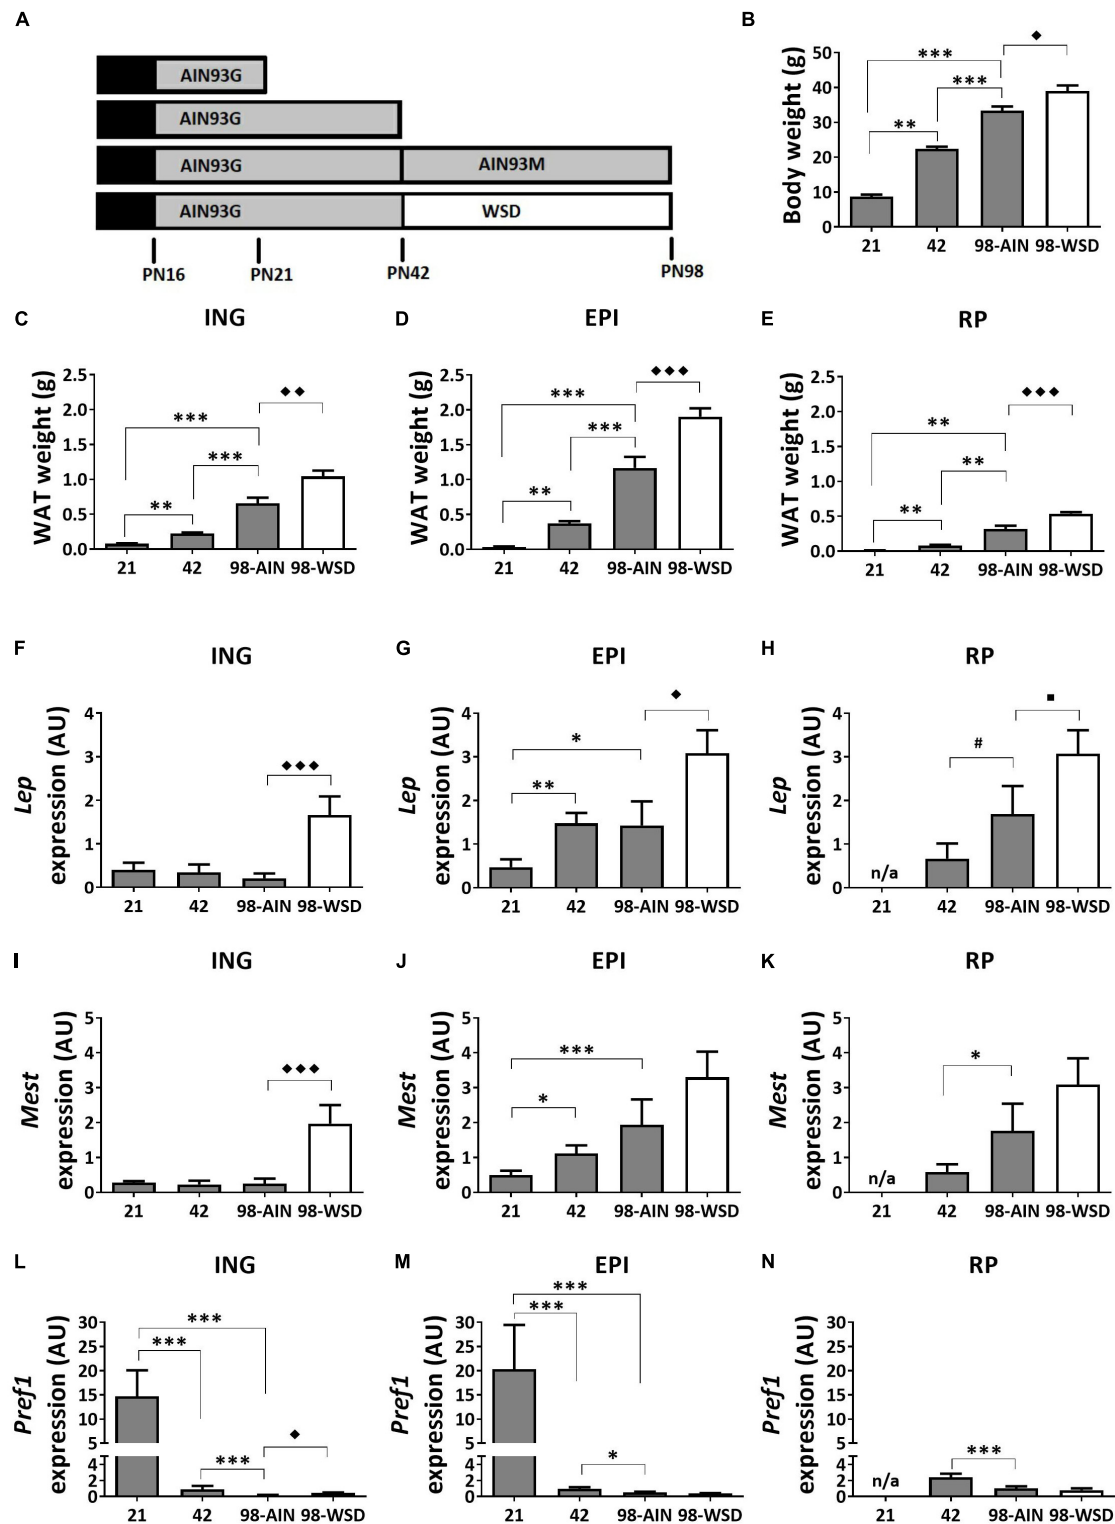 A
AIN93G
AIN93G
AIN93G AIN93M
AIN93G WSD
PN16 PN21 PN42 PN98
B
Body weight (g)
50
40
30
20
10
0
*** ◆
***
**
21 42 98-AIN 98-WSD
C ING
WAT weight (g)
2.5
2.0
1.5
1.0
0.5
0.0
◆◆
***
***
**
21 42 98-AIN 98-WSD
D EPI
WAT weight (g)
2.5
2.0
1.5
1.0
0.5
0.0
◆◆◆
***
***
**
21 42 98-AIN 98-WSD
E RP
WAT weight (g)
2.5
2.0
1.5
1.0
0.5
0.0
◆◆◆
**
**
**
21 42 98-AIN 98-WSD
F ING
Lep
expression (AU)
4
3
2
1
0
◆◆◆
21 42 98-AIN 98-WSD
G EPI
Lep
expression (AU)
4
3
2
1
0
◆
*
**
21 42 98-AIN 98-WSD
H RP
Lep
expression (AU)
4
3
2
1
0
■
#
n/a
21 42 98-AIN 98-WSD
I ING
Mest
expression (AU)
5
4
3
2
1
0
◆◆◆
21 42 98-AIN 98-WSD
J EPI
Mest
expression (AU)
5
4
3
2
1
0
***
*
21 42 98-AIN 98-WSD
K RP
Mest
expression (AU)
5
4
3
2
1
0
*
n/a
21 42 98-AIN 98-WSD
L ING
Pref1
expression (AU)
30
25
20
15
10
5
4
2
0
***
***
◆
***
21 42 98-AIN 98-WSD
M EPI
Pref1
expression (AU)
30
25
20
15
10
5
4
2
0
***
***
*
21 42 98-AIN 98-WSD
N RP
Pref1
expression (AU)
30
25
20
15
10
5
4
2
0
***
n/a
21 42 98-AIN 98-WSD